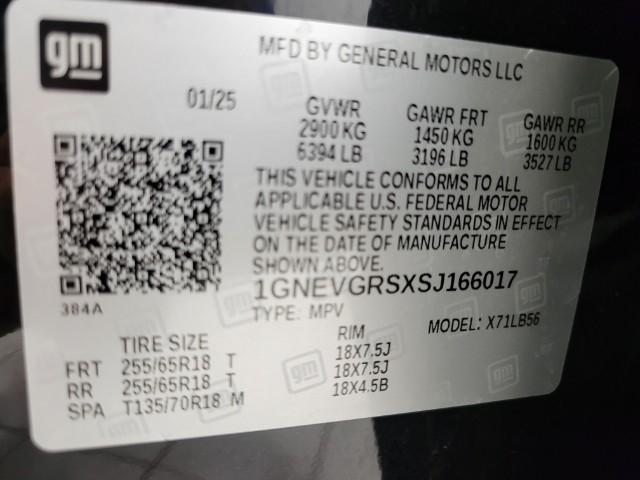 gm
MFD BY GENERAL MOTORS LLC
01/25
GVWR
2900 KG
6394 LB
GAWR FRT
1450 KG
3196 LB
GAWR RR
1600 KG
3527 LB
THIS VEHICLE CONFORMS TO ALL
APPLICABLE U.S. FEDERAL MOTOR
VEHICLE SAFETY STANDARDS IN EFFECT
ON THE DATE OF MANUFACTURE
SHOWN ABOVE.
384A
1GNEVGRSXSJ166017
TYPE: MPV
MODEL: X71LB56
TIRE SIZE RIM
FRT 255/65R18 T 18X7.5J
RR 255/65R18 T 18X7.5J
SPA T135/70R18 M 18X4.5B